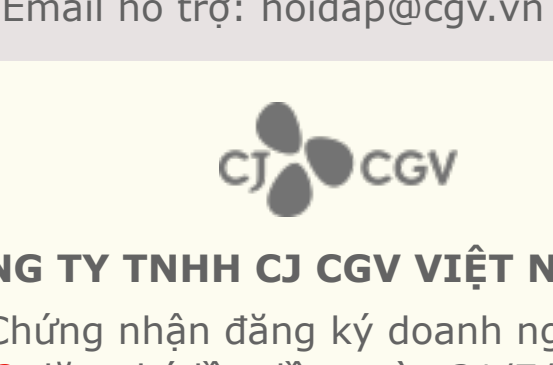 Email hỗ trợ: hoidap@cgv.vn
CJ CGV
NG TY TNHH CJ CGV VIỆT N
Chứng nhận đăng ký doanh ng